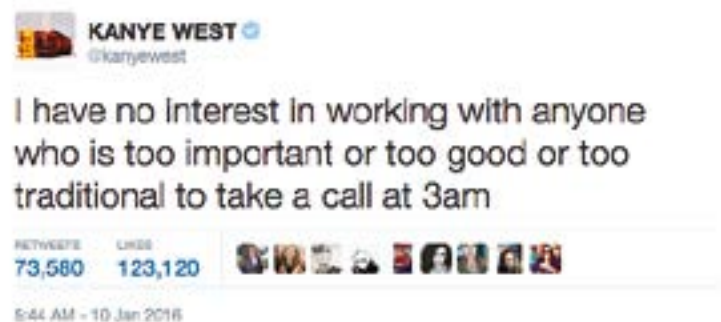 KANYE WEST
@kanyewest
I have no interest in working with anyone
who is too important or too good or too
traditional to take a call at 3am
RETWEETS LIKES
73,580 123,120
5:44 AM - 10 Jan 2016